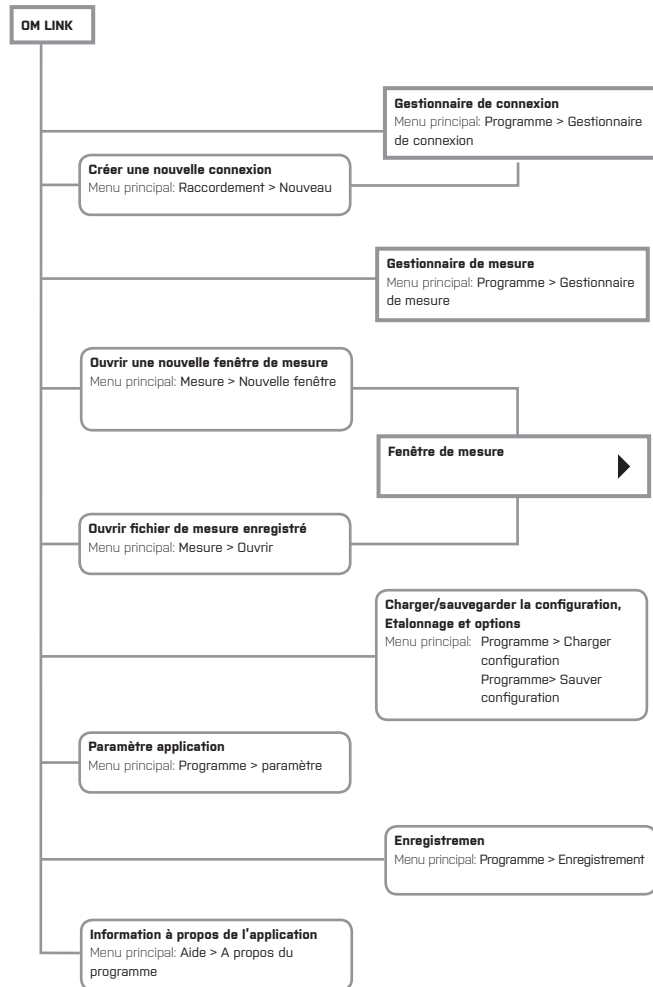 OM LINK
Gestionnaire de connexion
Menu principal: Programme > Gestionnaire
de connexion
Créer une nouvelle connexion
Menu principal: Raccordement > Nouveau
Gestionnaire de mesure
Menu principal: Programme > Gestionnaire
de mesure
Ouvrir une nouvelle fenêtre de mesure
Menu principal: Mesure > Nouvelle fenêtre
Fenêtre de mesure
Ouvrir fichier de mesure enregistré
Menu principal: Mesure > Ouvrir
Charger/sauvegarder la configuration,
Etalonnage et options
Menu principal: Programme > Charger
configuration
Programme> Sauver
configuration
Paramètre application
Menu principal: Programme > paramètre
Enregistremen
Menu principal: Programme > Enregistrement
Information à propos de l'application
Menu principal: Aide > A propos du
programme